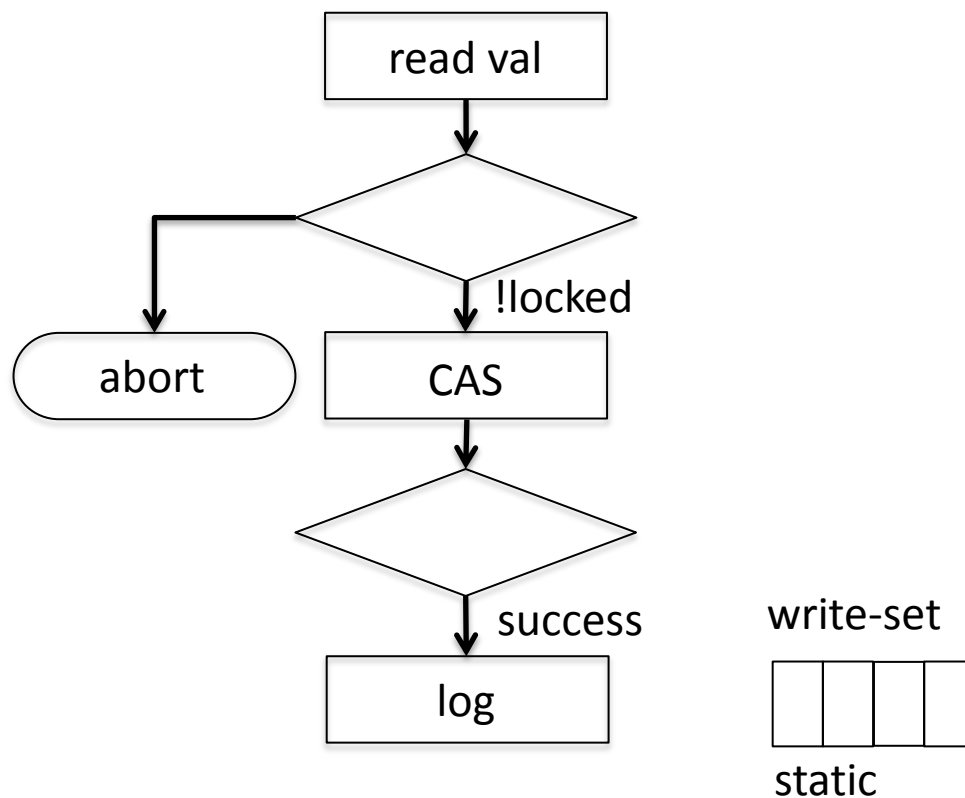 read val
!locked
abort
CAS
success
log
write-set
static